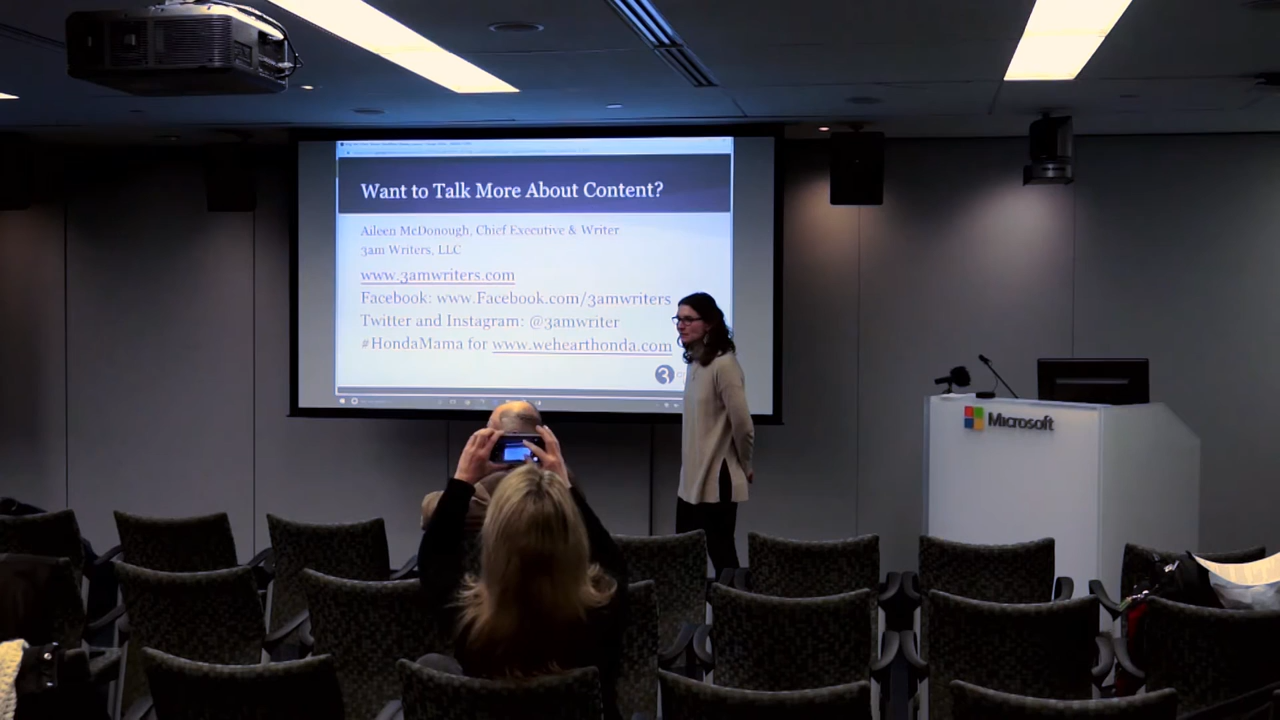 Want to Talk More About Content?
Aileen McDonough, Chief Executive & Writer
3am Writers, LLC
www.3amwriters.com
Facebook: www.Facebook.com/3amwriters
Twitter and Instagram: @3amwriter
#HondaMama for www.wehearthonda.com
3
Microsoft